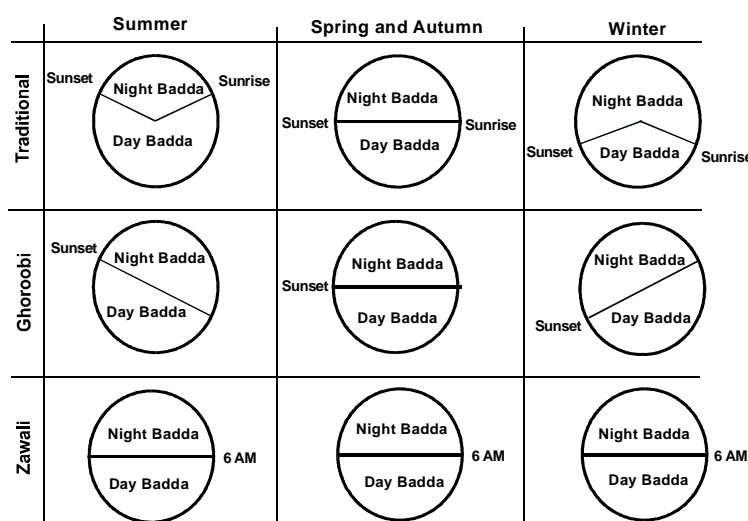 Summer
Spring and Autumn
Winter
Traditional
Sunset
Night Badda
Sunrise
Day Badda
Sunset
Night Badda
Sunrise
Day Badda
Night Badda
Sunset
Day Badda
Sunrise
Ghoroobi
Sunset
Night Badda
Day Badda
Sunset
Night Badda
Day Badda
Night Badda
Sunset
Day Badda
Zawali
Night Badda
6 AM
Day Badda
Night Badda
6 AM
Day Badda
Night Badda
6 AM
Day Badda